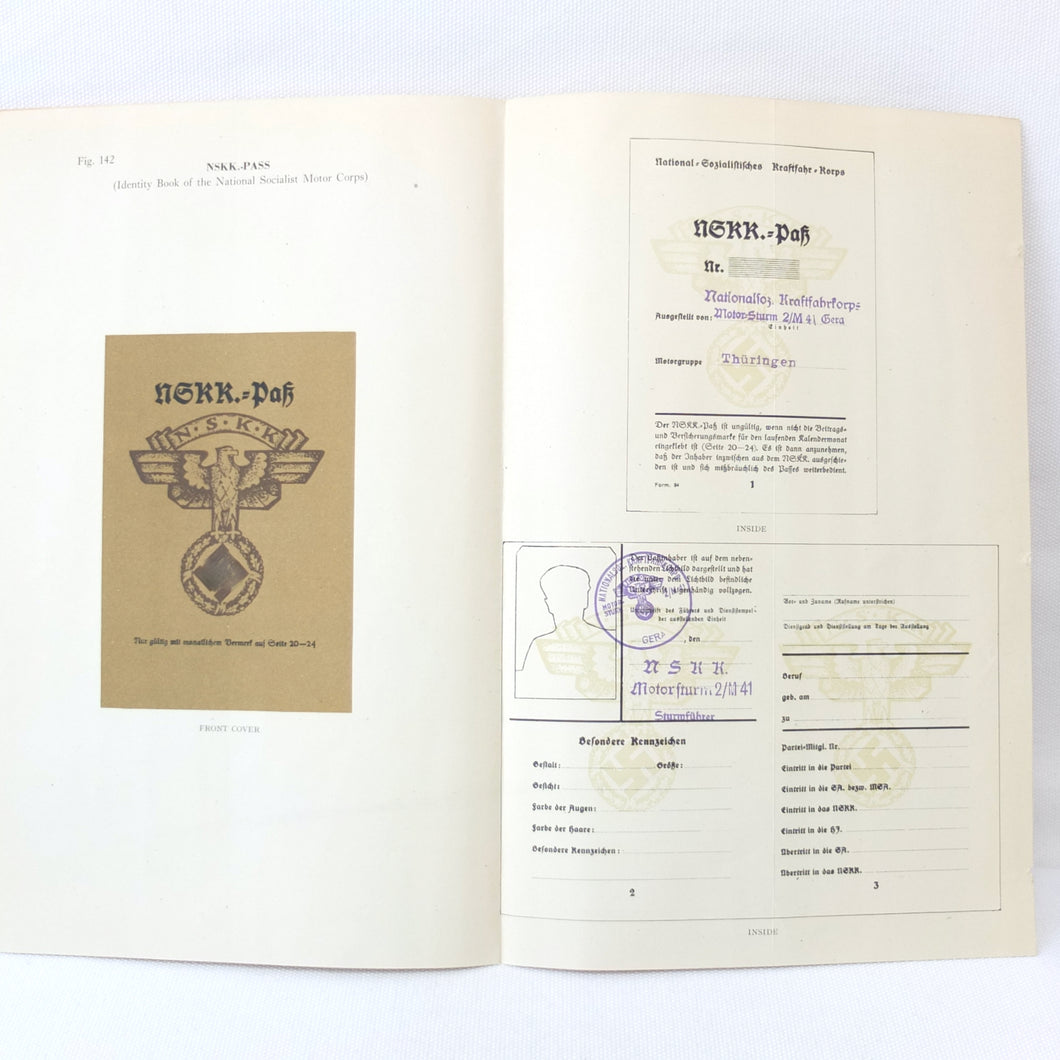 Fig. 142
NSKK.-PASS
(Identity Book of the National Socialist Motor Corps)
NSKK.-Paß
N·S·K·K
Nur gültig mit monatlichem Vermerk auf Seite 20—24
FRONT COVER
National-Sozialistisches Kraftfahr-Korps
NSKK.-Paß
Nr.
Nationalsoz. Kraftfahrkorps
Ausgestellt von: Motor-Sturm 2/M 41 Gera
Einheit
Motorgruppe Thüringen
Der NSKK.-Paß ist ungültig, wenn nicht die Beitrags-
und Versicherungsmarke für den laufenden Kalendermonat
eingeklebt ist (Seite 20—24). Es ist dann anzunehmen,
daß der Inhaber inzwischen aus dem NSKK. ausgeschie-
den ist und sich mißbräuchlich des Passes weiterbedient.
Form. 94
1
INSIDE
Der Paßinhaber ist auf dem neben-
stehenden Lichtbild dargestellt und hat
die unter dem Lichtbild befindliche
Unterschrift eigenhändig vollzogen.
Unterschrift des Führers und Dienststempel
der ausstellenden Einheit
GERA
, den
N S K K.
Motorsturm 2/M 41
Sturmführer
Besondere Kennzeichen
Gestalt: Größe:
Gesicht:
Farbe der Augen:
Farbe der Haare:
Besondere Kennzeichen:
2
Vor- und Zuname (Rufname unterstreichen)
Dienstgrad und Dienststellung am Tage der Ausstellung
Beruf
geb. am
zu
Partei-Mitgl. Nr.
Eintritt in die Partei
Eintritt in die SA. bezw. MSA.
Eintritt in das NSKK.
Eintritt in die HJ.
Übertritt in die SA.
Übertritt in das NSKK.
3
INSIDE